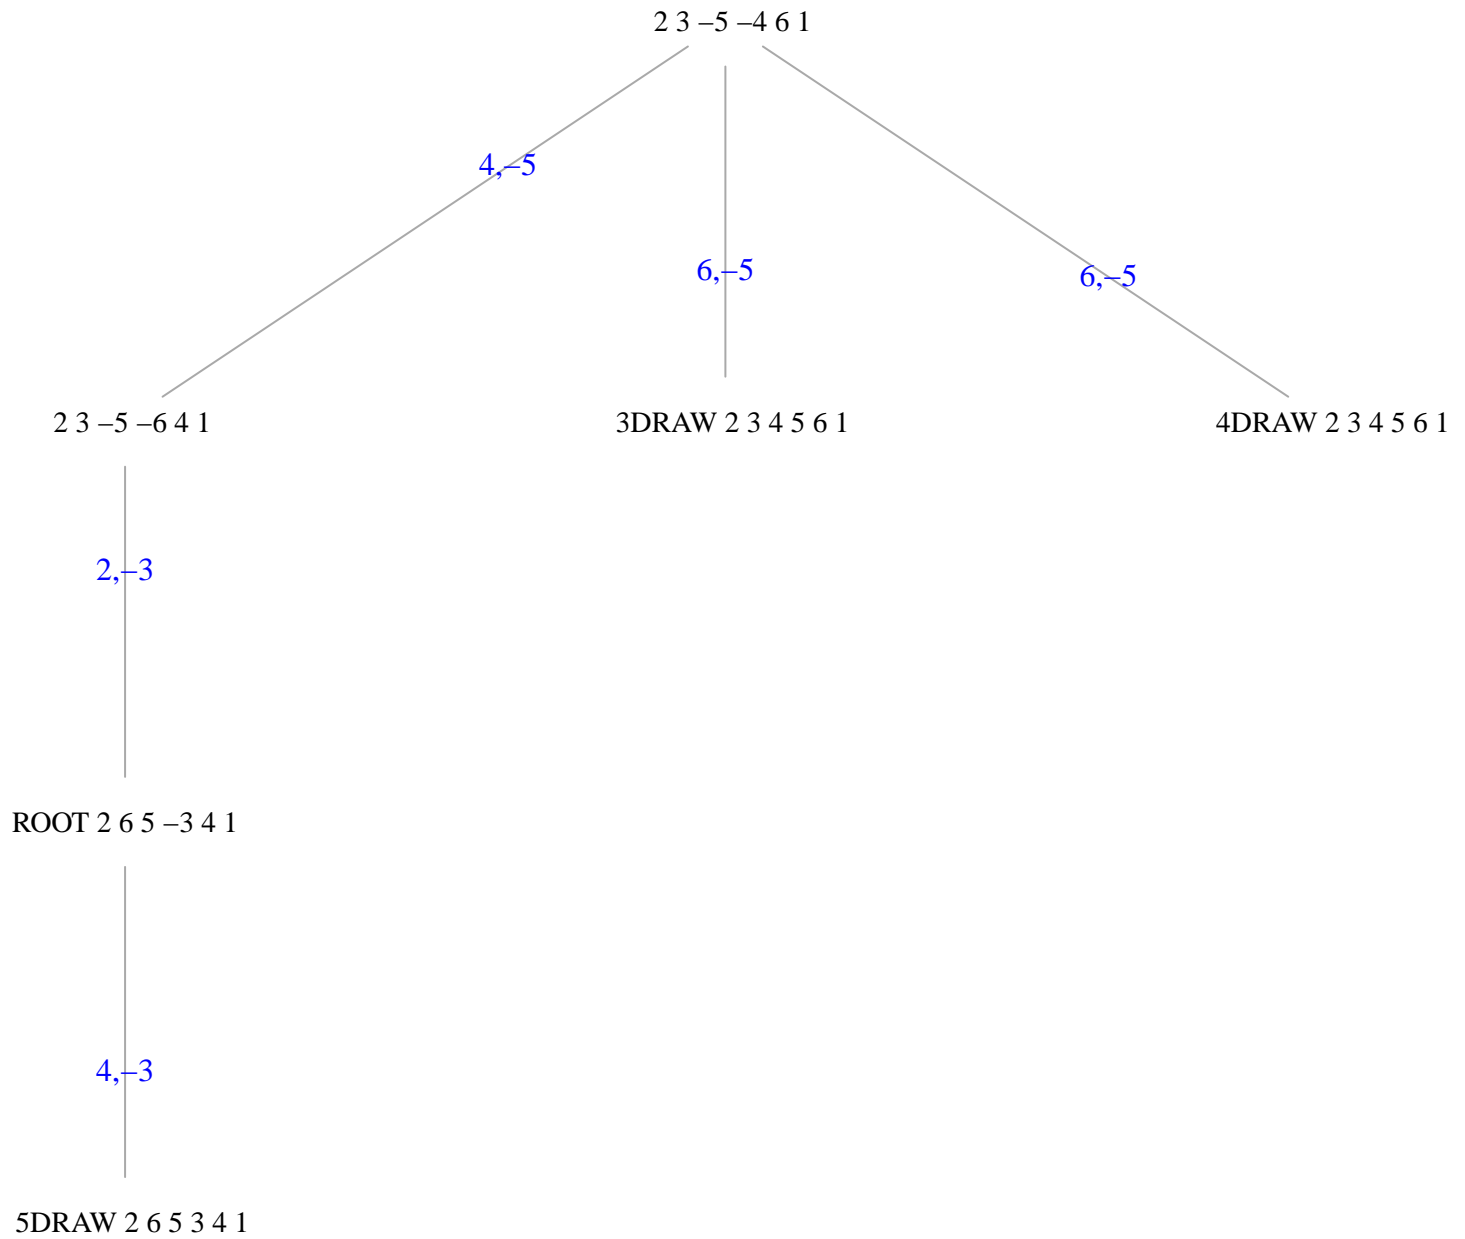 2 3 –5 –4 6 1
4,–5
6,–5
6,–5
2 3 –5 –6 4 1
3DRAW 2 3 4 5 6 1
4DRAW 2 3 4 5 6 1
2,–3
ROOT 2 6 5 –3 4 1
4,–3
5DRAW 2 6 5 3 4 1